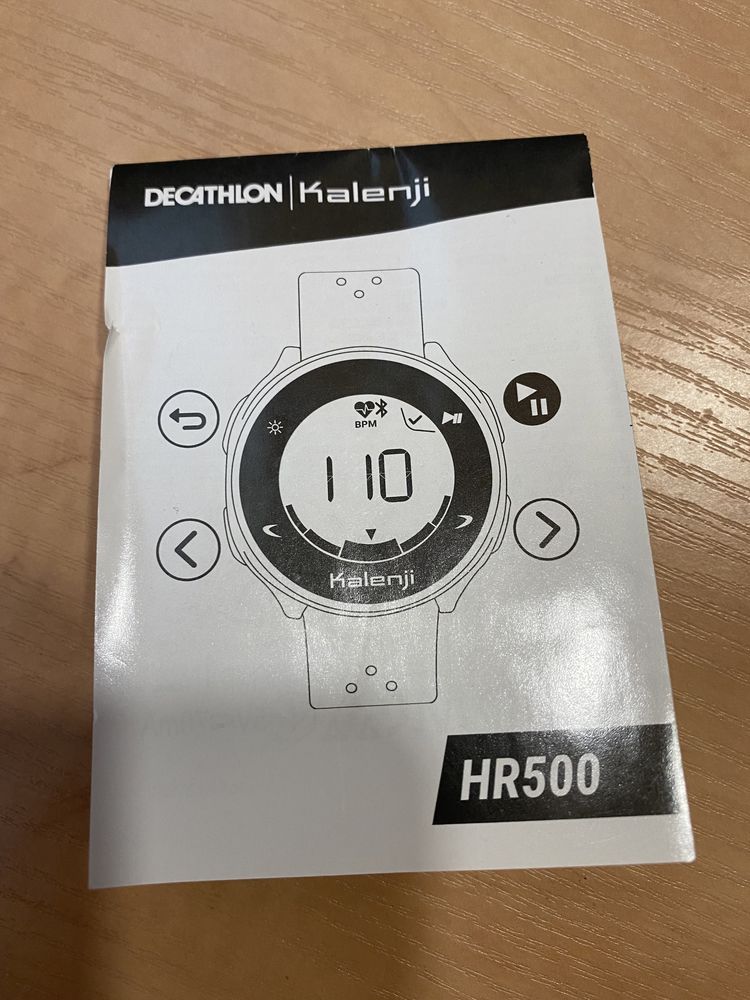 DECATHLON | Kalenji
BPM
110
Kalenji
HR500